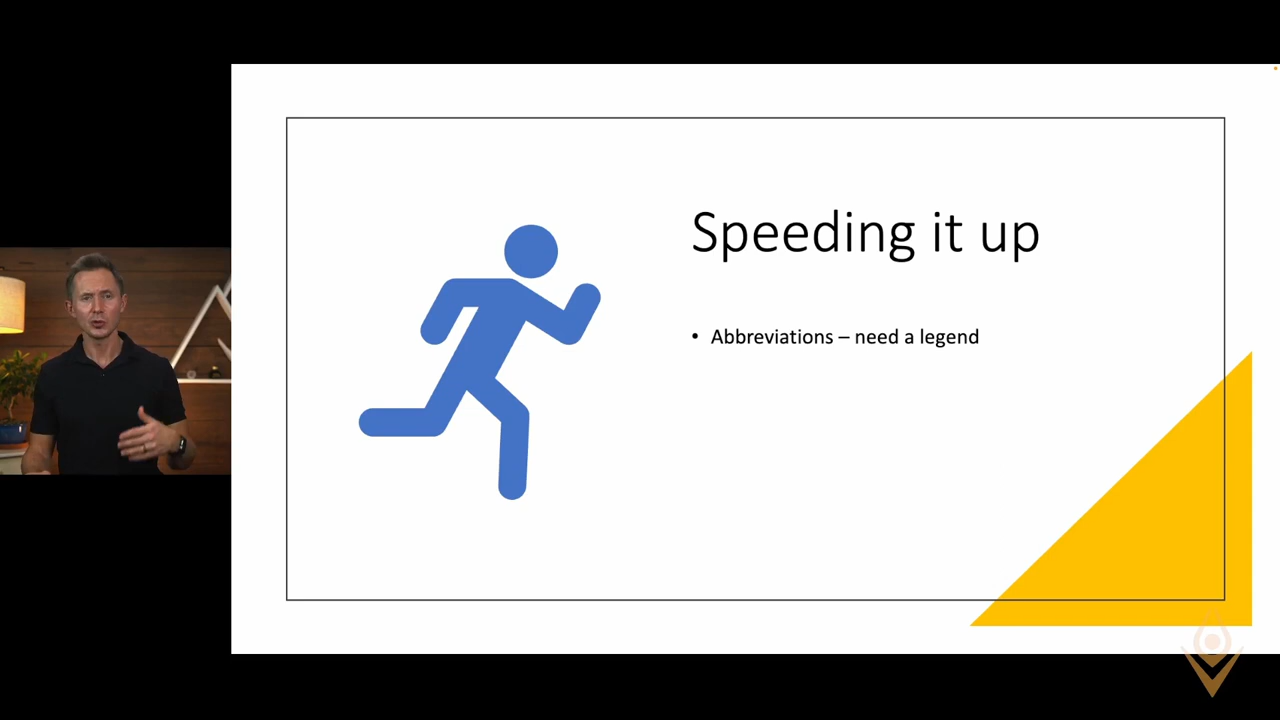 Speeding it up
• Abbreviations – need a legend